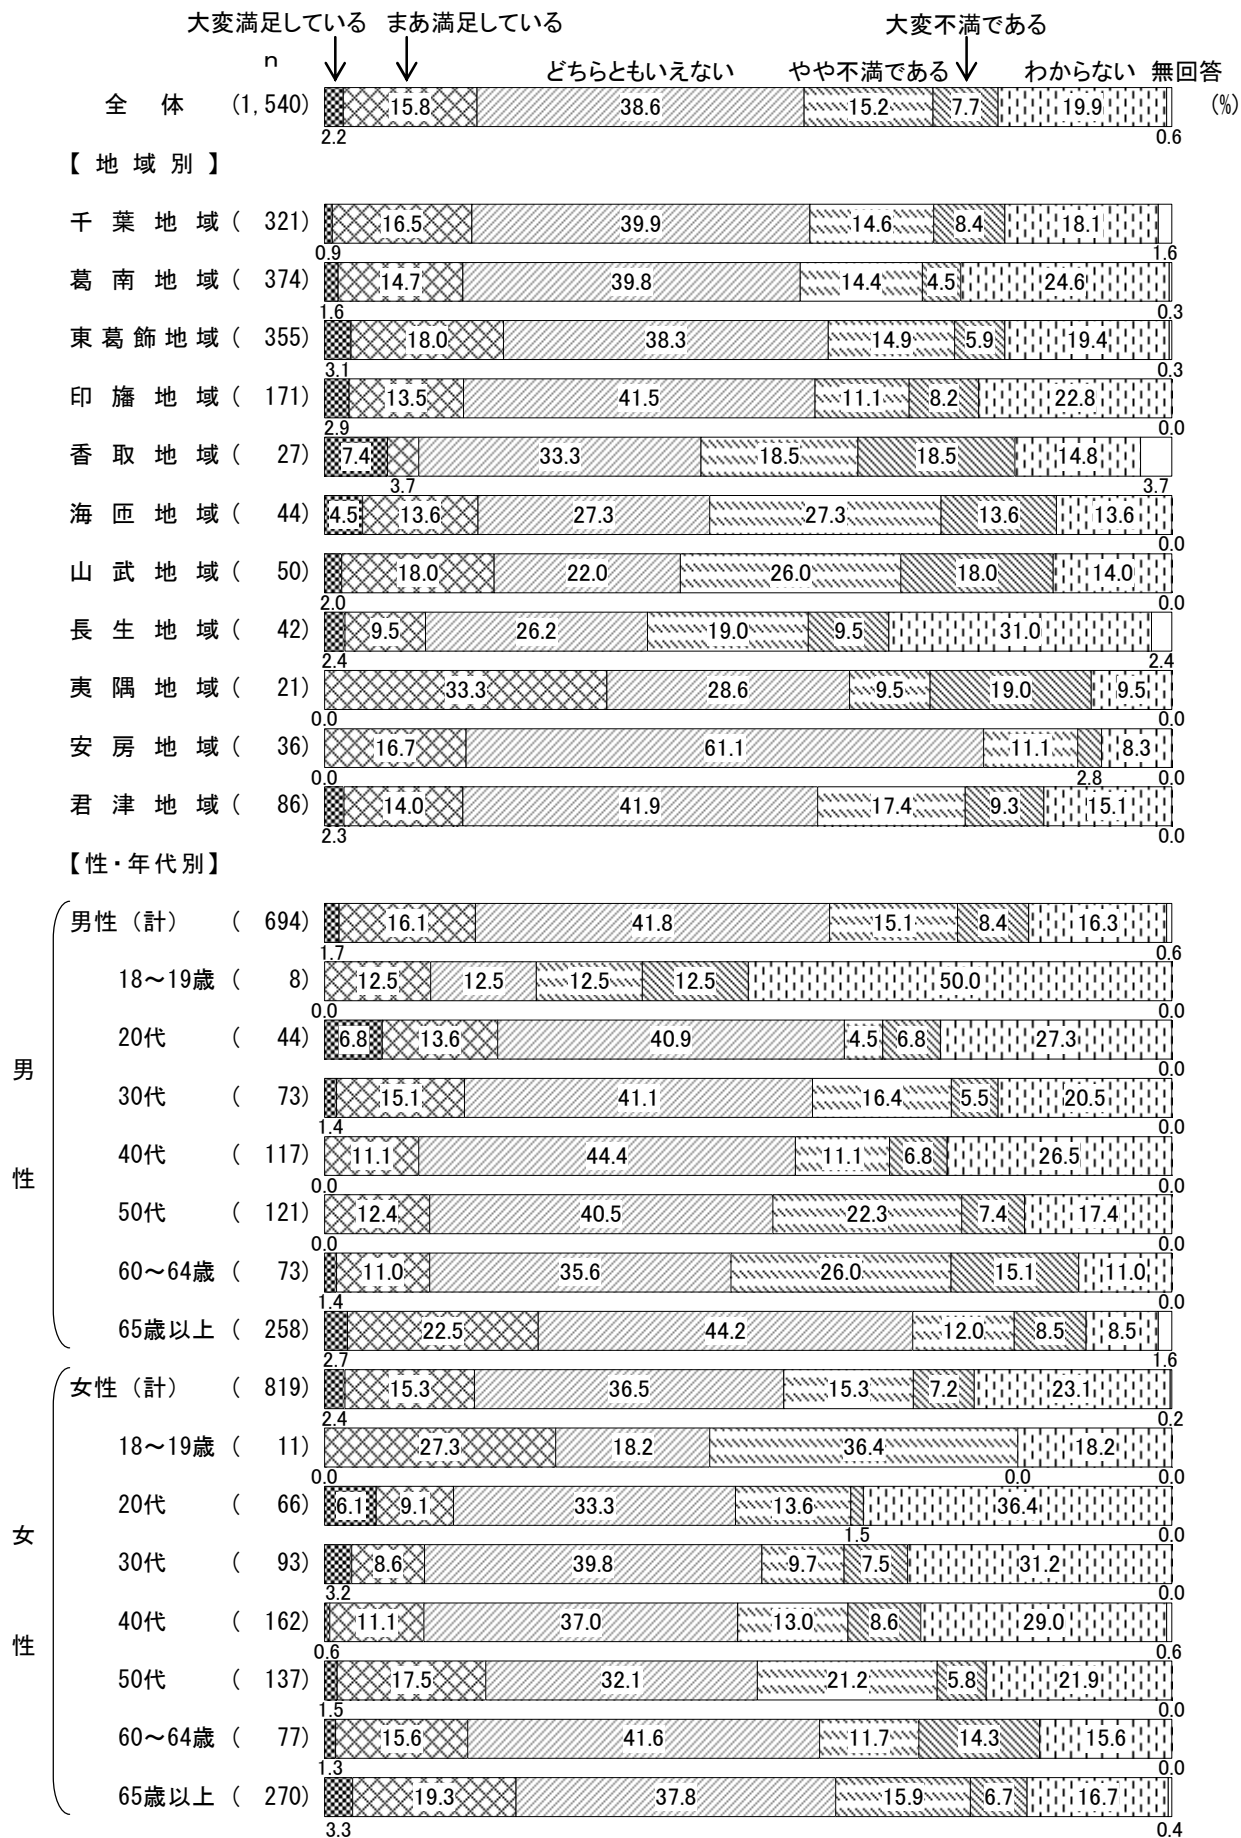 大変満足している　まあ満足している　大変不満である
n　どちらともいえない　やや不満である　わからない　無回答
全　体　(1,540)　15.8　38.6　15.2　7.7　19.9　(%)
2.2　0.6
【 地 域 別 】
千 葉 地 域 ( 321)　16.5　39.9　14.6　8.4　18.1
0.9　1.6
葛 南 地 域 ( 374)　14.7　39.8　14.4　4.5　24.6
1.6　0.3
東葛飾地域 ( 355)　18.0　38.3　14.9　5.9　19.4
3.1　0.3
印 旛 地 域 ( 171)　13.5　41.5　11.1　8.2　22.8
2.9　0.0
香 取 地 域 ( 27)　7.4　33.3　18.5　18.5　14.8
3.7　3.7
海 匝 地 域 ( 44)　4.5　13.6　27.3　27.3　13.6　13.6
0.0
山 武 地 域 ( 50)　18.0　22.0　26.0　18.0　14.0
2.0　0.0
長 生 地 域 ( 42)　9.5　26.2　19.0　9.5　31.0
2.4　2.4
夷 隅 地 域 ( 21)　33.3　28.6　9.5　19.0　9.5
0.0　0.0
安 房 地 域 ( 36)　16.7　61.1　11.1　8.3
0.0　2.8　0.0
君 津 地 域 ( 86)　14.0　41.9　17.4　9.3　15.1
2.3　0.0
【性・年代別】
男性（計） ( 694)　16.1　41.8　15.1　8.4　16.3
1.7　0.6
18～19歳 ( 8)　12.5　12.5　12.5　12.5　50.0
0.0　0.0
20代 ( 44)　6.8　13.6　40.9　4.5　6.8　27.3
0.0
男
30代 ( 73)　15.1　41.1　16.4　5.5　20.5
1.4　0.0
40代 ( 117)　11.1　44.4　11.1　6.8　26.5
性
0.0　0.0
50代 ( 121)　12.4　40.5　22.3　7.4　17.4
0.0　0.0
60～64歳 ( 73)　11.0　35.6　26.0　15.1　11.0
1.4　0.0
65歳以上 ( 258)　22.5　44.2　12.0　8.5　8.5
2.7　1.6
女性（計） ( 819)　15.3　36.5　15.3　7.2　23.1
2.4　0.2
18～19歳 ( 11)　27.3　18.2　36.4　18.2
0.0　0.0　0.0
20代 ( 66)　6.1　9.1　33.3　13.6　36.4
女
1.5　0.0
30代 ( 93)　8.6　39.8　9.7　7.5　31.2
3.2　0.0
40代 ( 162)　11.1　37.0　13.0　8.6　29.0
性
0.6　0.6
50代 ( 137)　17.5　32.1　21.2　5.8　21.9
1.5　0.0
60～64歳 ( 77)　15.6　41.6　11.7　14.3　15.6
1.3　0.0
65歳以上 ( 270)　19.3　37.8　15.9　6.7　16.7
3.3　0.4